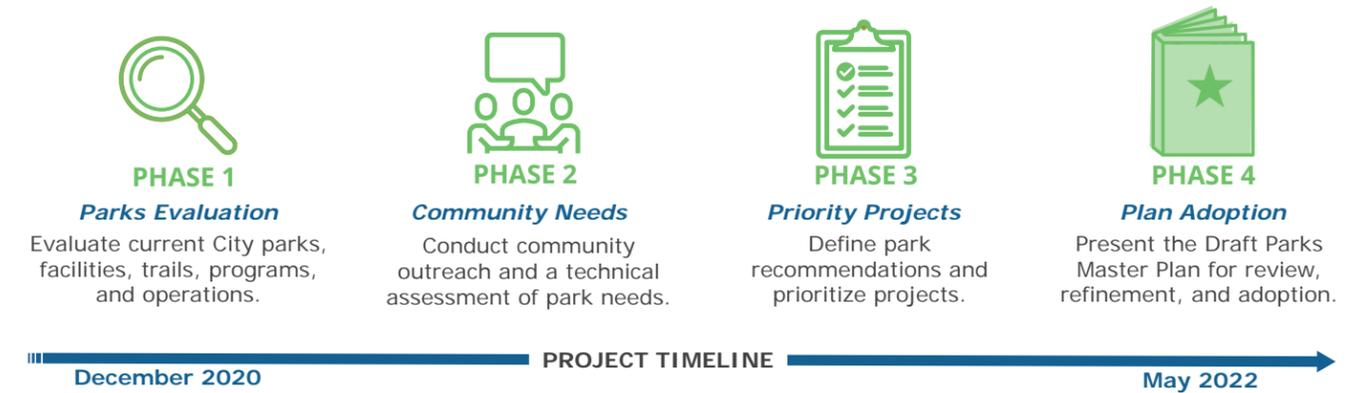 PHASE 1
Parks Evaluation
Evaluate current City parks,
facilities, trails, programs,
and operations.
PHASE 2
Community Needs
Conduct community
outreach and a technical
assessment of park needs.
PHASE 3
Priority Projects
Define park
recommendations and
prioritize projects.
PHASE 4
Plan Adoption
Present the Draft Parks
Master Plan for review,
refinement, and adoption.
PROJECT TIMELINE
December 2020
May 2022